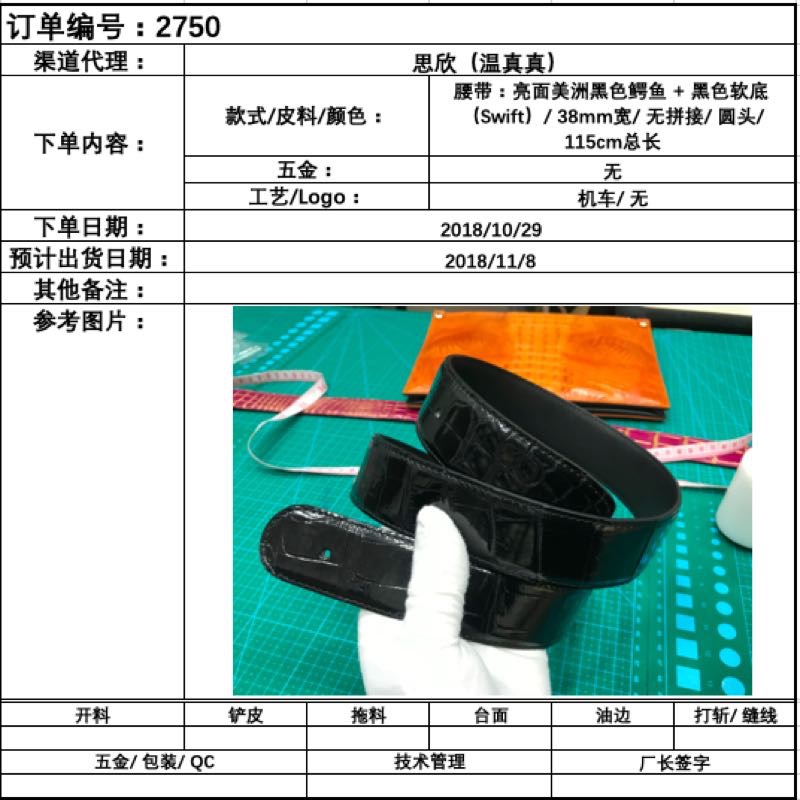 订单编号：2750
渠道代理：
思欣（温真真）
下单内容：
款式/皮料/颜色：
腰带：亮面美洲黑色鳄鱼 + 黑色软底
（Swift）/ 38mm宽/ 无拼接/ 圆头/
115cm总长
五金：
无
工艺/Logo：
机车/ 无
下单日期：
2018/10/29
预计出货日期：
2018/11/8
其他备注：
参考图片：
开料
铲皮
拖料
台面
油边
打斩/ 缝线
五金/ 包装/ QC
技术管理
厂长签字